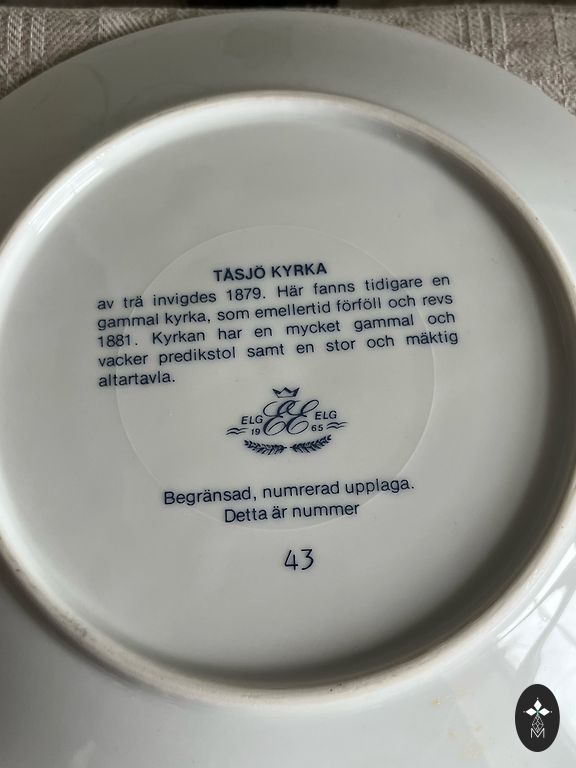 TÅSJÖ KYRKA
av trä invigdes 1879. Här fanns tidigare en
gammal kyrka, som emellertid förföll och revs
1881. Kyrkan har en mycket gammal och
vacker predikstol samt en stor och mäktig
altartavla.
ELG EE ELG
19 65
Begränsad, numrerad upplaga.
Detta är nummer
43
M